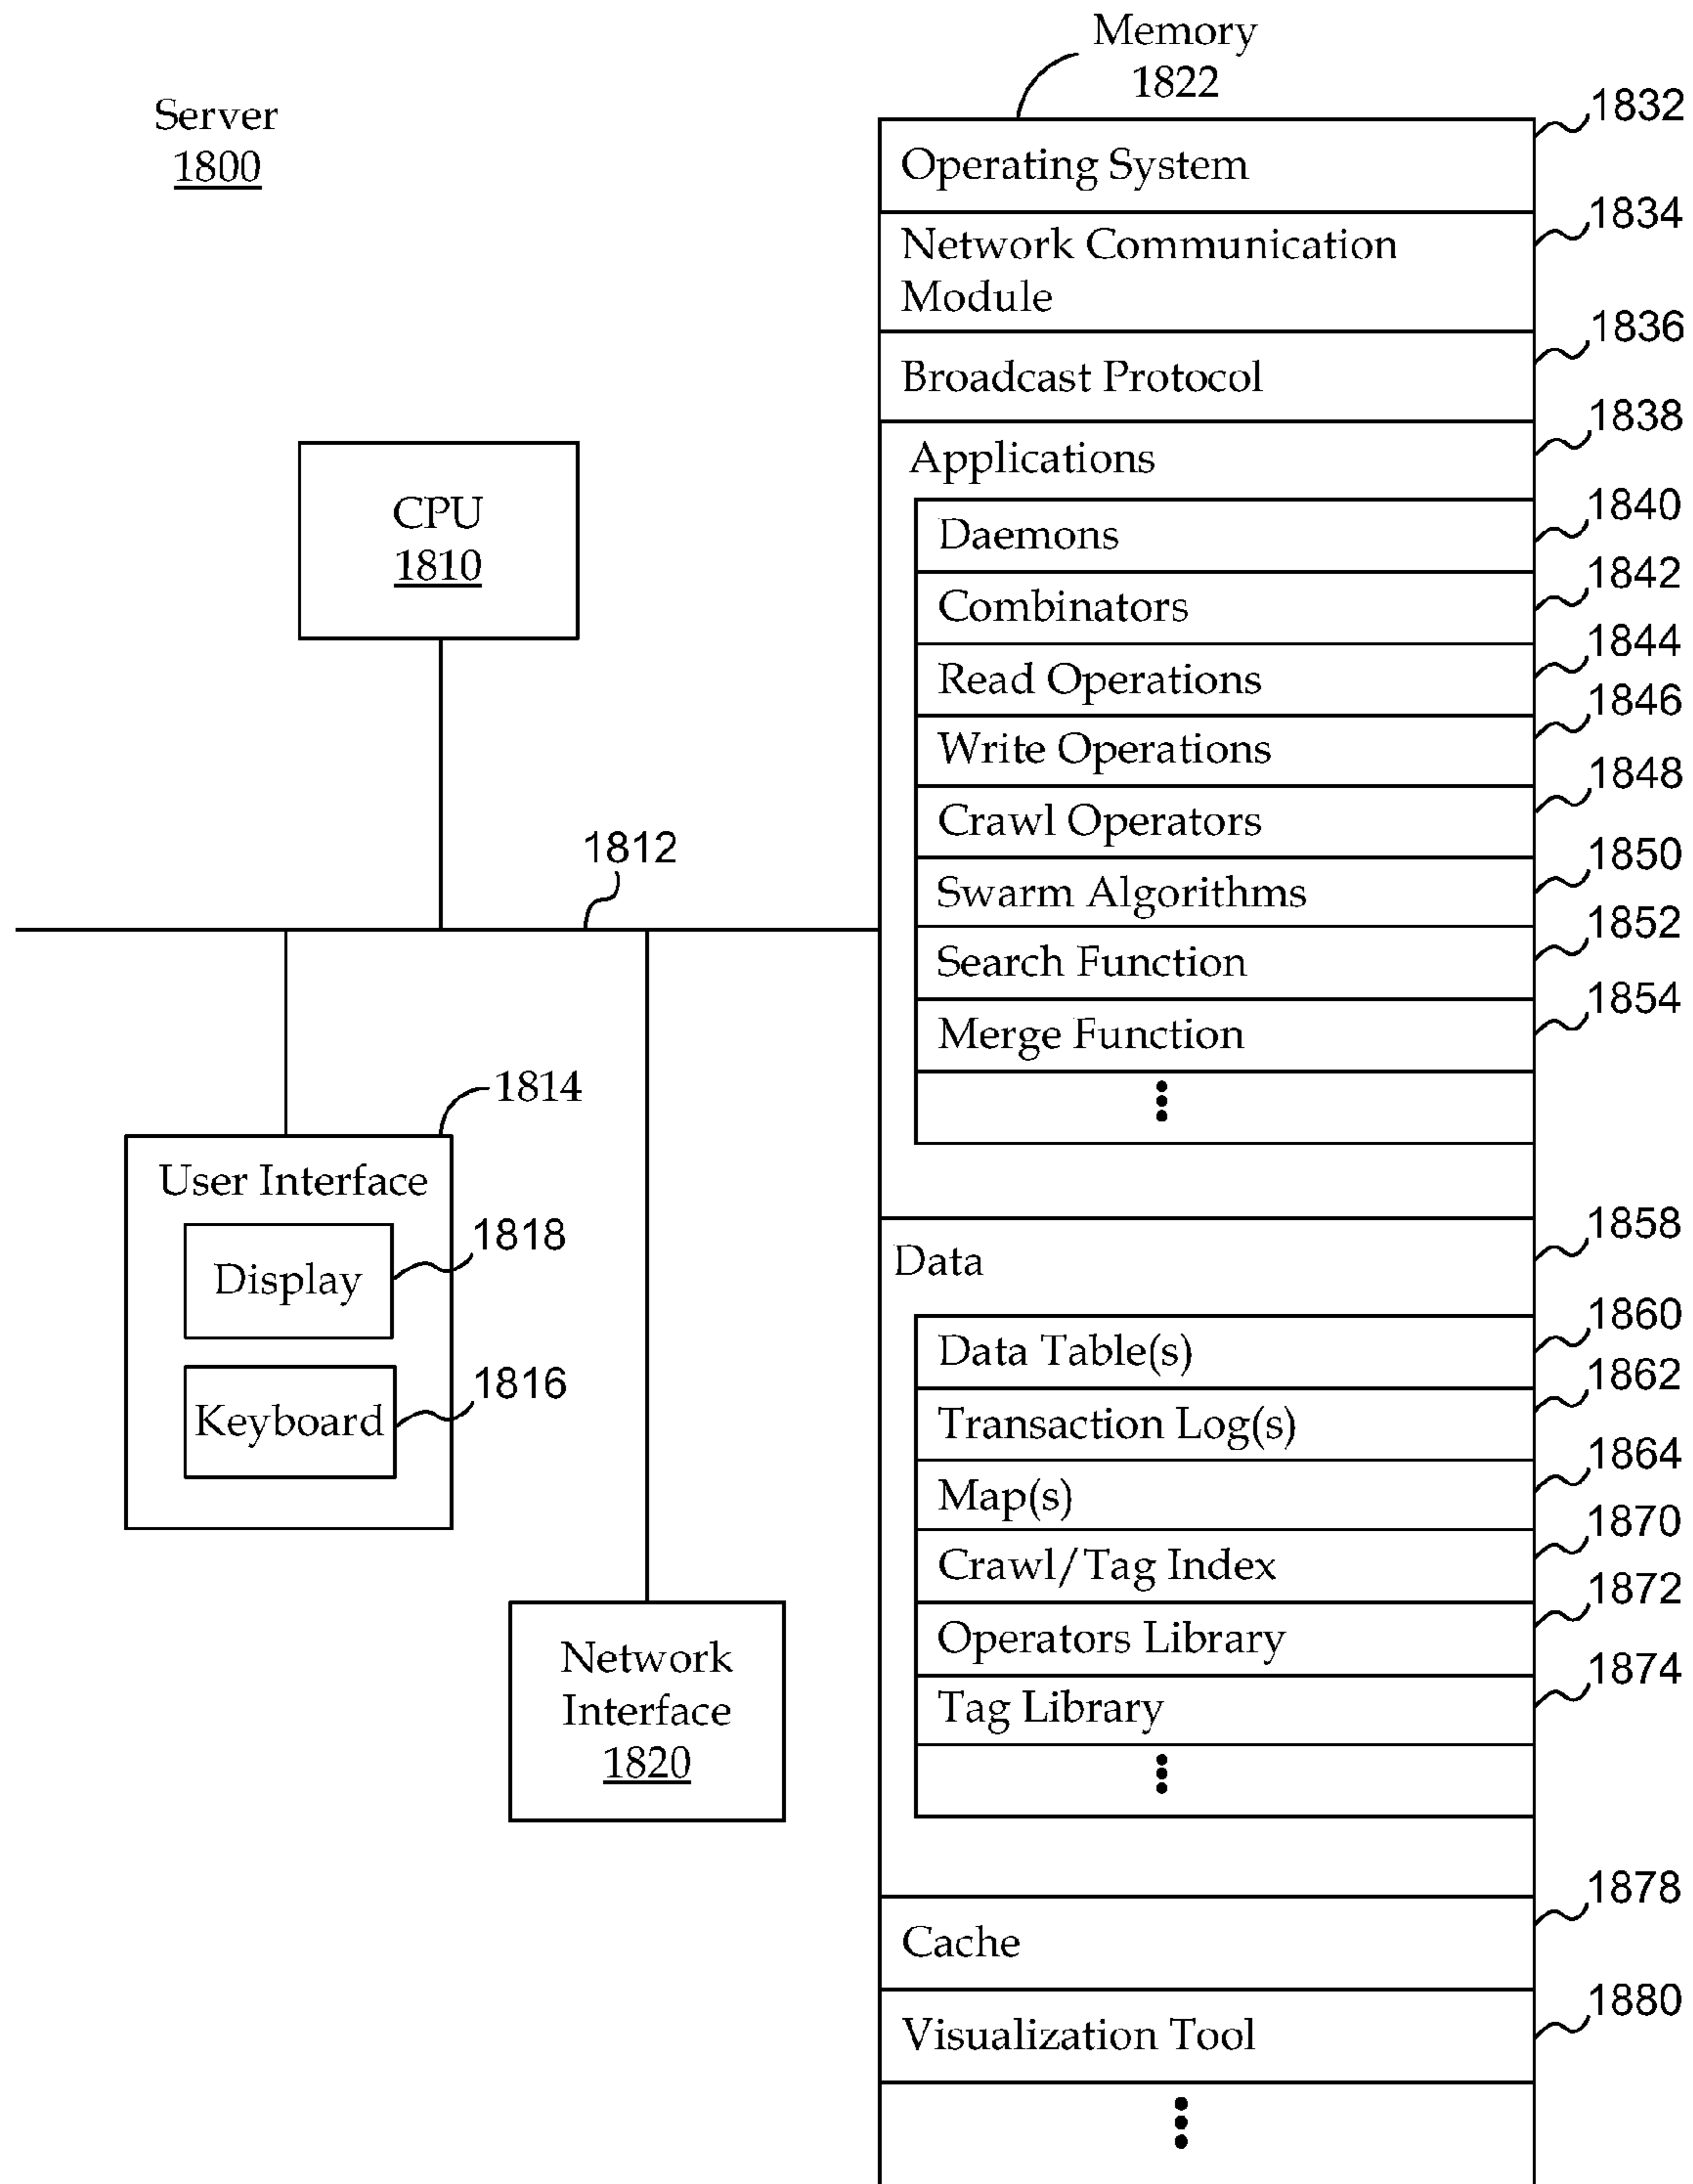 Server
1800
Memory
1822
Operating System
1832
Network Communication
Module
1834
Broadcast Protocol
1836
Applications
1838
Daemons
1840
Combinators
1842
Read Operations
1844
Write Operations
1846
Crawl Operators
1848
Swarm Algorithms
1850
Search Function
1852
Merge Function
1854
CPU
1810
1812
1814
User Interface
Display
1818
Keyboard
1816
Network
Interface
1820
Data
1858
Data Table(s)
1860
Transaction Log(s)
1862
Map(s)
1864
Crawl/Tag Index
1870
Operators Library
1872
Tag Library
1874
Cache
1878
Visualization Tool
1880